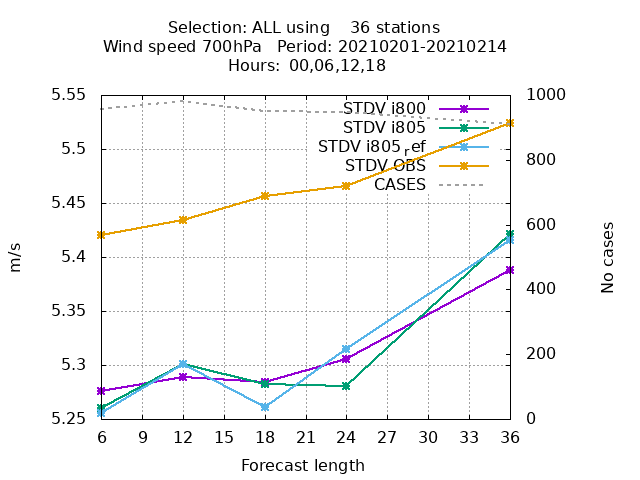 Selection: ALL using    36 stations
Wind speed 700hPa   Period: 20210201-20210214
Hours:  00,06,12,18
5.55
5.5
5.45
5.4
5.35
5.3
5.25
1000
800
600
400
200
0
STDV i800
STDV i805
STDV i805ref
STDV OBS
CASES
m/s
No cases
6 9 12 15 18 21 24 27 30 33 36
Forecast length